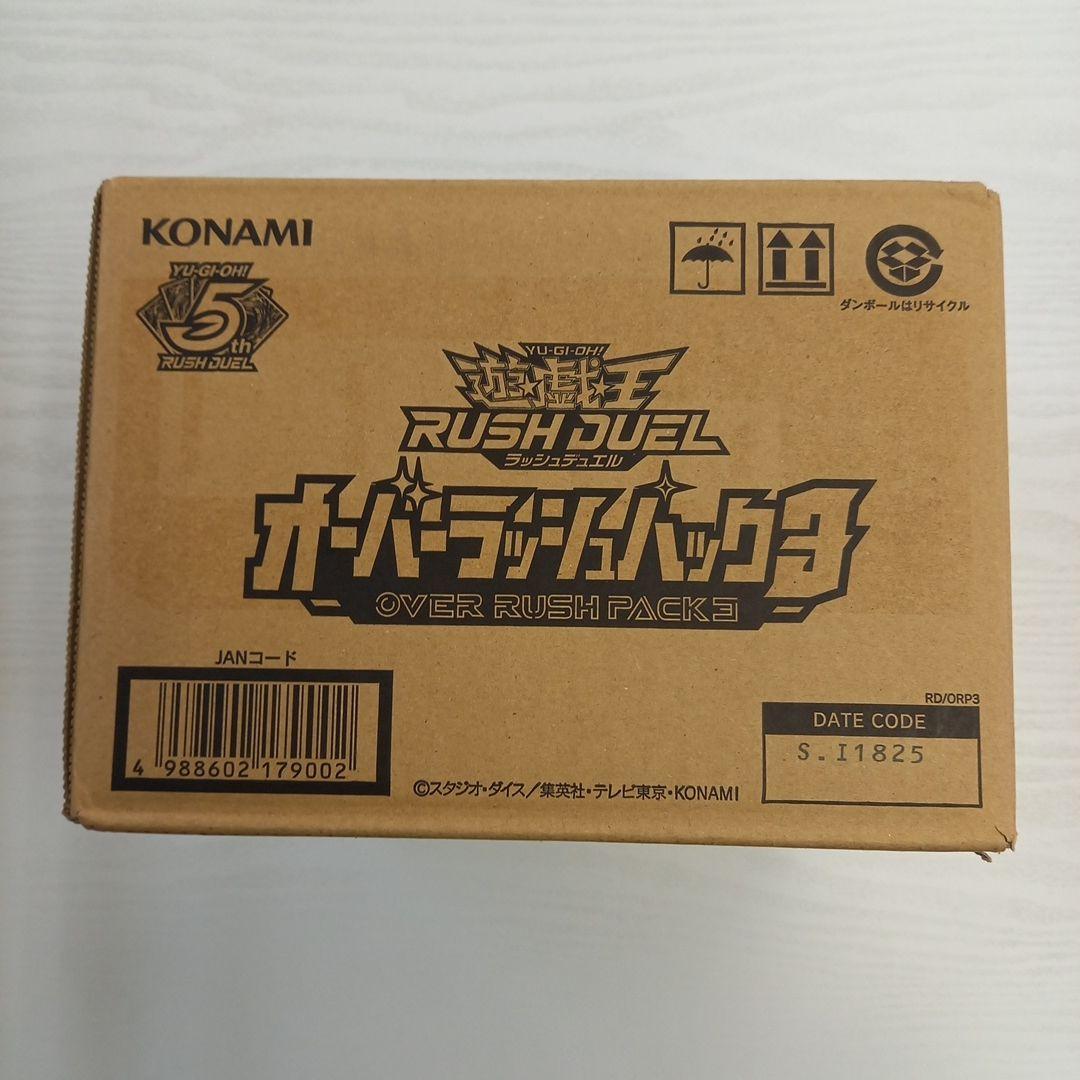 KONAMI
YU-GI-OH!
5th
RUSH DUEL
ダンボールはリサイクル
YU-GI-OH!
遊☆戯☆王
RUSH DUEL
ラッシュデュエル
オーバーラッシュパック3
OVER RUSH PACK 3
JANコード
4 988602 179002
RD/ORP3
DATE CODE
S.I1825
©スタジオ・ダイス/集英社・テレビ東京・KONAMI